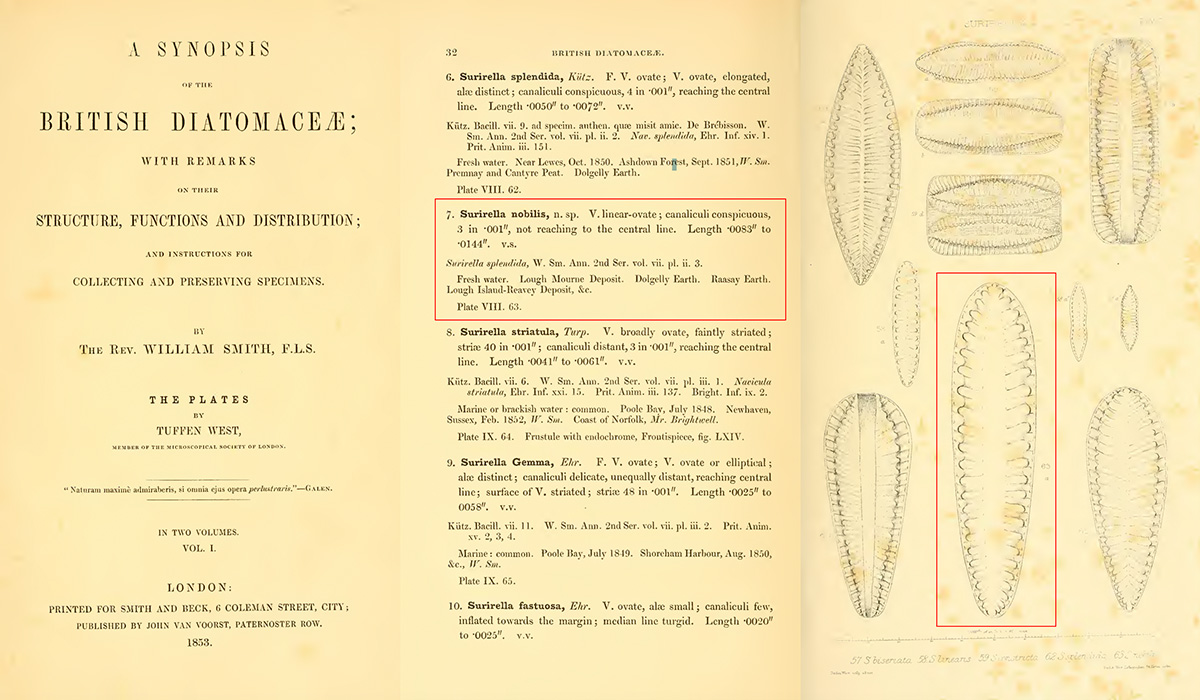 A SYNOPSIS
OF THE
BRITISH DIATOMACEÆ;
WITH REMARKS
ON THEIR
STRUCTURE, FUNCTIONS AND DISTRIBUTION;
AND INSTRUCTIONS FOR
COLLECTING AND PRESERVING SPECIMENS.
BY
THE REV. WILLIAM SMITH, F.L.S.
THE PLATES
BY
TUFFEN WEST,
MEMBER OF THE MICROSCOPICAL SOCIETY OF LONDON.
"Naturam maximè admiraberis, si omnia ejus opera perlustraris."—GALEN.
IN TWO VOLUMES.
VOL. I.
LONDON:
PRINTED FOR SMITH AND BECK, 6 COLEMAN STREET, CITY;
PUBLISHED BY JOHN VAN VOORST, PATERNOSTER ROW.
1853.
32 BRITISH DIATOMACEÆ.
6. Surirella splendida, Kütz. F. V. ovate; V. ovate, elongated,
alæ distinct; canaliculi conspicuous, 4 in ·001″, reaching the central
line. Length ·0050″ to ·0072″. v.v.
Kütz. Bacill. vii. 9. ad specim. authen. quæ misit amic. De Brébisson. W.
Sm. Ann. 2nd Ser. vol. vii. pl. ii. 2. Nav. splendida, Ehr. Inf. xiv. 1.
Prit. Anim. iii. 151.
Fresh water. Near Lewes, Oct. 1850. Ashdown Forest, Sept. 1851, W. Sm.
Premnay and Cantyre Peat. Dolgelly Earth.
Plate VIII. 62.
7. Surirella nobilis, n. sp. V. linear-ovate; canaliculi conspicuous,
3 in ·001″, not reaching to the central line. Length ·0083″ to
·0144″. v.s.
Surirella splendida, W. Sm. Ann. 2nd Ser. vol. vii. pl. ii. 3.
Fresh water. Lough Mourne Deposit. Dolgelly Earth. Raasay Earth.
Lough Island-Reavey Deposit, &c.
Plate VIII. 63.
8. Surirella striatula, Turp. V. broadly ovate, faintly striated;
striæ 40 in ·001″; canaliculi distant, 3 in ·001″, reaching the central
line. Length ·0041″ to ·0061″. v.v.
Kütz. Bacill. vii. 6. W. Sm. Ann. 2nd Ser. vol. vii. pl. iii. 1. Navicula
striatula, Ehr. Inf. xxi. 15. Prit. Anim. iii. 137. Bright. Inf. ix. 2.
Marine or brackish water: common. Poole Bay, July 1848. Newhaven,
Sussex, Feb. 1852, W. Sm. Coast of Norfolk, Mr. Brightwell.
Plate IX. 64. Frustule with endochrome, Frontispiece, fig. LXIV.
9. Surirella Gemma, Ehr. F. V. ovate; V. ovate or elliptical;
alæ distinct; canaliculi delicate, unequally distant, reaching central
line; surface of V. striated; striæ 48 in ·001″. Length ·0025″ to
0058″. v.v.
Kütz. Bacill. vii. 11. W. Sm. Ann. 2nd Ser. vol. vii. pl. iii. 2. Prit. Anim.
xv. 2, 3, 4.
Marine: common. Poole Bay, July 1849. Shoreham Harbour, Aug. 1850,
&c., W. Sm.
Plate IX. 65.
10. Surirella fastuosa, Ehr. V. ovate, alæ small; canaliculi few,
inflated towards the margin; median line turgid. Length ·0020″
to ·0025″. v.v.
57 S biseriata 58 S linearis 59 S 62 S splendida 63 S